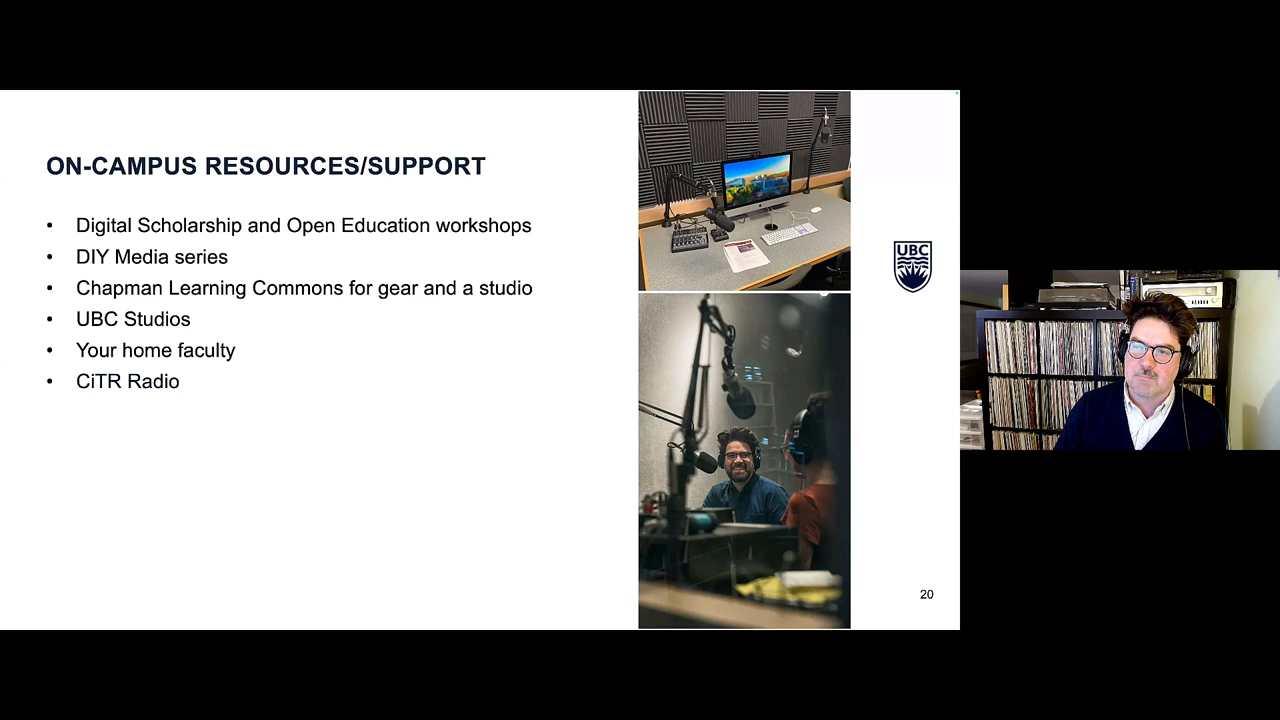 ON-CAMPUS RESOURCES/SUPPORT
• Digital Scholarship and Open Education workshops
• DIY Media series
• Chapnan Learning Commons for gear and a studio
• UBC Studios
• Your home faculty
• CiTR Radio
UBC
20